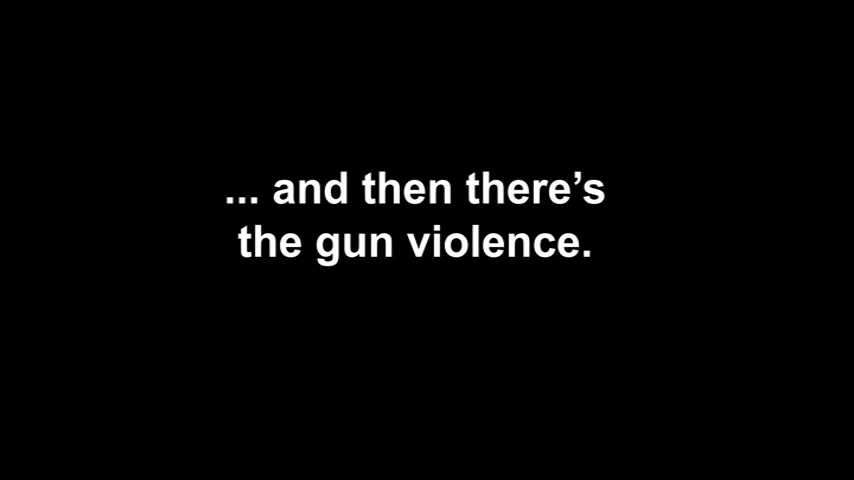 ... and then there’s
the gun violence.